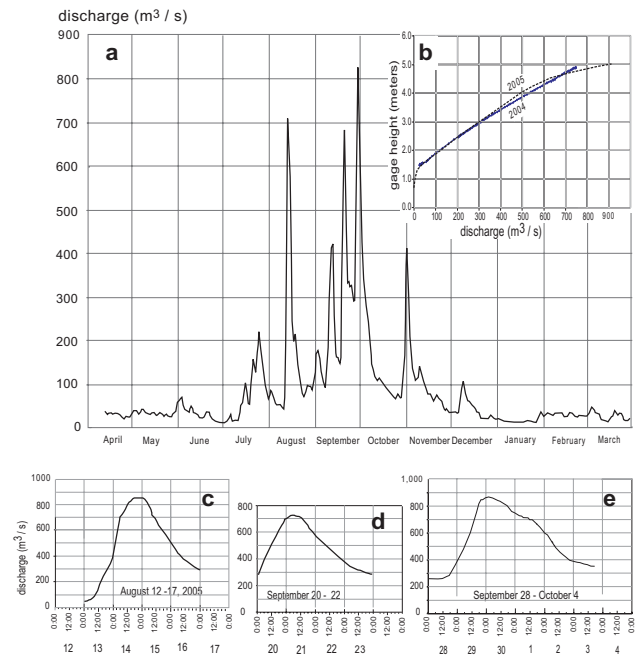 discharge (m3 / s)
900
800
700
600
500
400
300
200
100
0
April May June July August September October November December January February March
a
b
gage height (meters)
6.0
5.0
4.0
3.0
2.0
1.0
0.0
2005
2004
0 100 200 300 400 500 600 700 800 900
discharge (m3 / s)
c
discharge (m3/ s)
1000
800
600
400
200
0
August 12 -17, 2005
0:00 12:00 0:00 12:00 0:00 12:00 0:00 12:00 0:00 12:00 0:00 12:00 0:00
12 13 14 15 16 17
d
800
600
400
200
0
September 20 - 22
0:00 12:00 0:00 12:00 0:00 12:00 0:00 12:00 0:00
20 21 22 23
e
1,000
800
600
400
200
0
September 28 - October 4
0:00 12:00 0:00 12:00 0:00 12:00 0:00 12:00 0:00 12:00 0:00 12:00 0:00 12:00 0:00
28 29 30 1 2 3 4